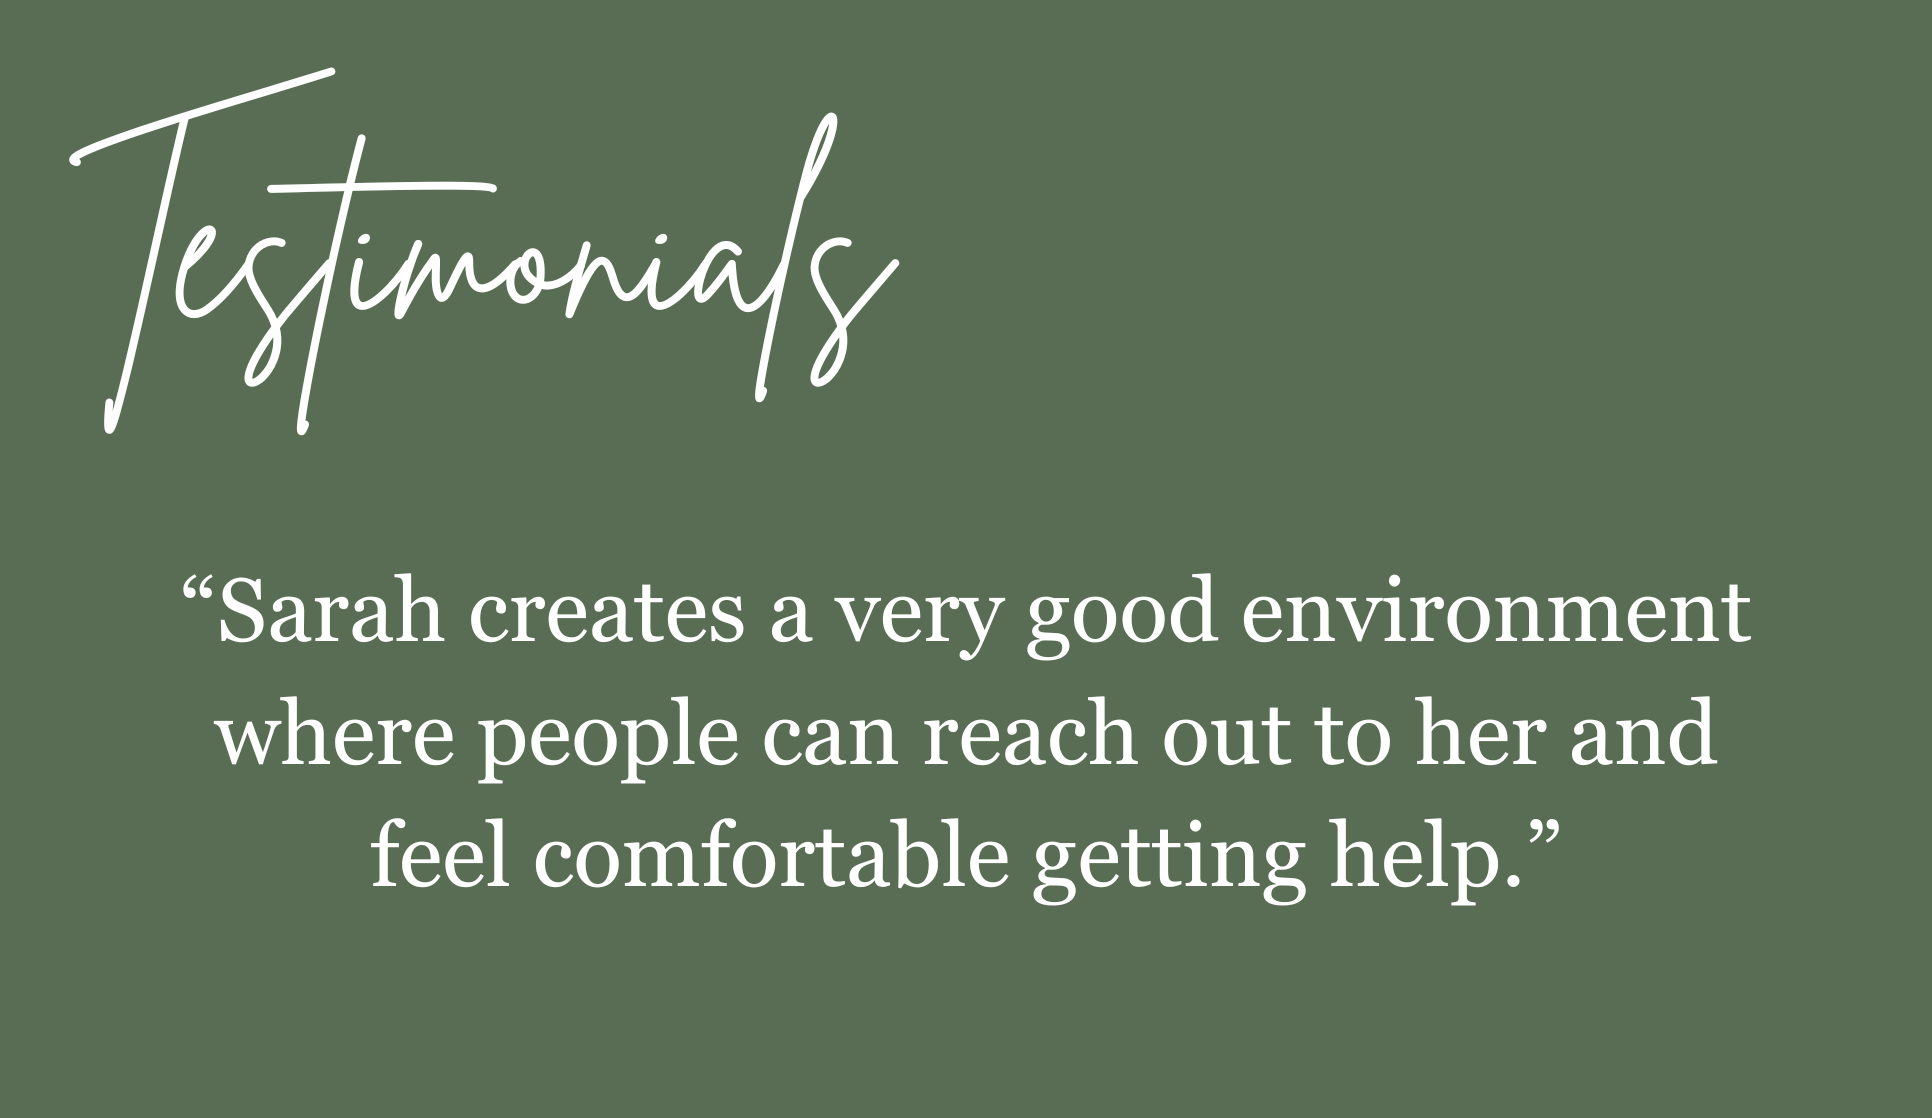 Testimonials
“Sarah creates a very good environment
where people can reach out to her and
feel comfortable getting help.”